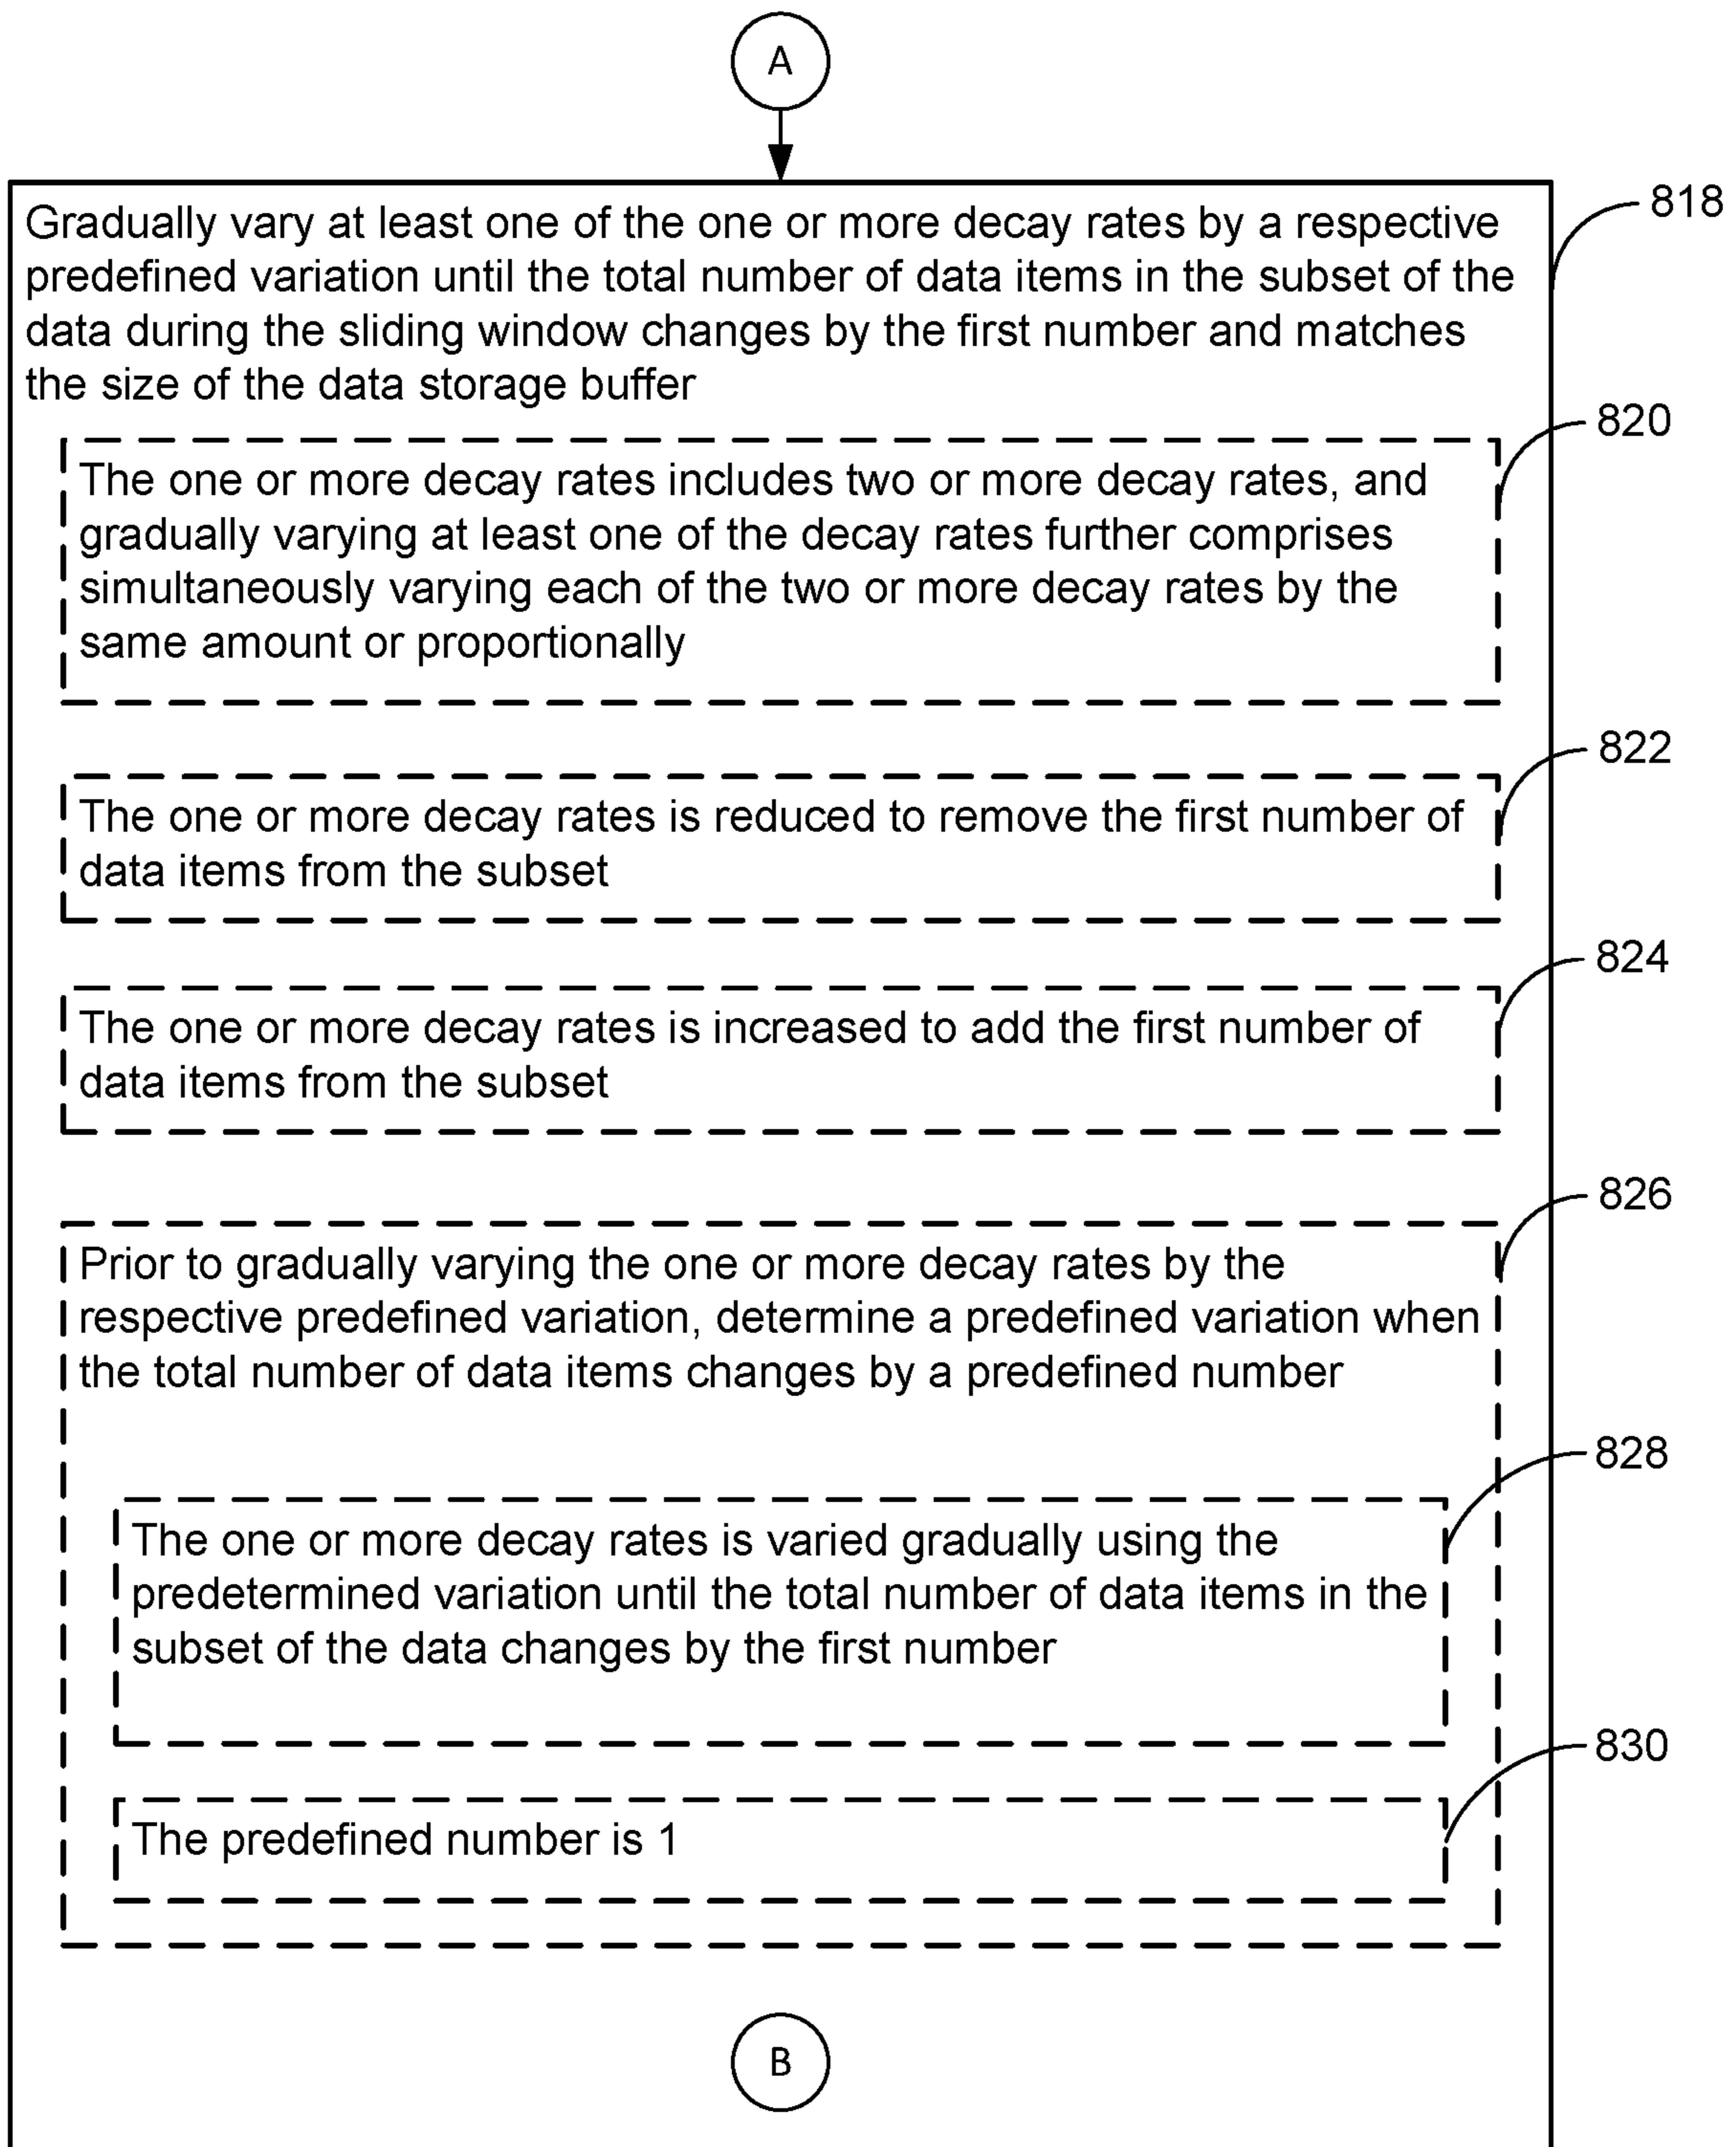 A
818
Gradually vary at least one of the one or more decay rates by a respective
predefined variation until the total number of data items in the subset of the
data during the sliding window changes by the first number and matches
the size of the data storage buffer
820
The one or more decay rates includes two or more decay rates, and
gradually varying at least one of the decay rates further comprises
simultaneously varying each of the two or more decay rates by the
same amount or proportionally
822
The one or more decay rates is reduced to remove the first number of
data items from the subset
824
The one or more decay rates is increased to add the first number of
data items from the subset
826
Prior to gradually varying the one or more decay rates by the
respective predefined variation, determine a predefined variation when
the total number of data items changes by a predefined number
828
The one or more decay rates is varied gradually using the
predetermined variation until the total number of data items in the
subset of the data changes by the first number
830
The predefined number is 1
B